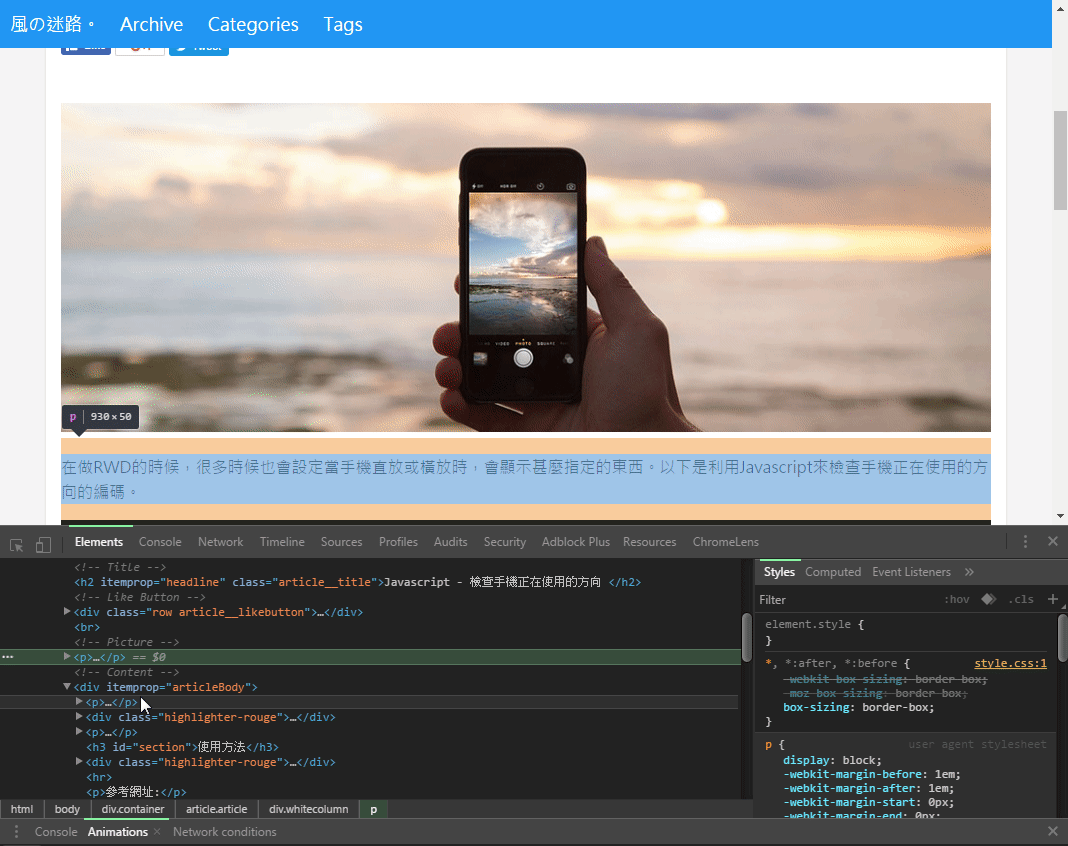 風の迷路。 Archive Categories Tags
p 930 × 50
在做RWD的時候，很多時候也會設定當手機直放或橫放時，會顯示甚麼指定的東西。以下是利用Javascript來檢查手機正在使用的方
向的編碼。
Elements Console Network Timeline Sources Profiles Audits Security Adblock Plus Resources ChromeLens
<!-- Title -->
<h2 itemprop="headline" class="article__title">Javascript - 檢查手機正在使用的方向 </h2>
<!-- Like Button -->
<div class="row article__likebutton">…</div>
<br>
<!-- Picture -->
<p>…</p> == $0
<!-- Content -->
<div itemprop="articleBody">
<p>…</p>
<div class="highlighter-rouge">…</div>
<p>…</p>
<h3 id="section">使用方法</h3>
<div class="highlighter-rouge">…</div>
<hr>
<p>參考網址:</p>
html body div.container article.article div.whitecolumn p
Styles Computed Event Listeners »
Filter :hov .cls +
element.style {
}
*, *:after, *:before { style.css:1
-webkit-box-sizing: border-box;
-moz-box-sizing: border-box;
box-sizing: border-box;
}
p { user agent stylesheet
display: block;
-webkit-margin-before: 1em;
-webkit-margin-after: 1em;
-webkit-margin-start: 0px;
-webkit-margin-end: 0px;
Console Animations × Network conditions